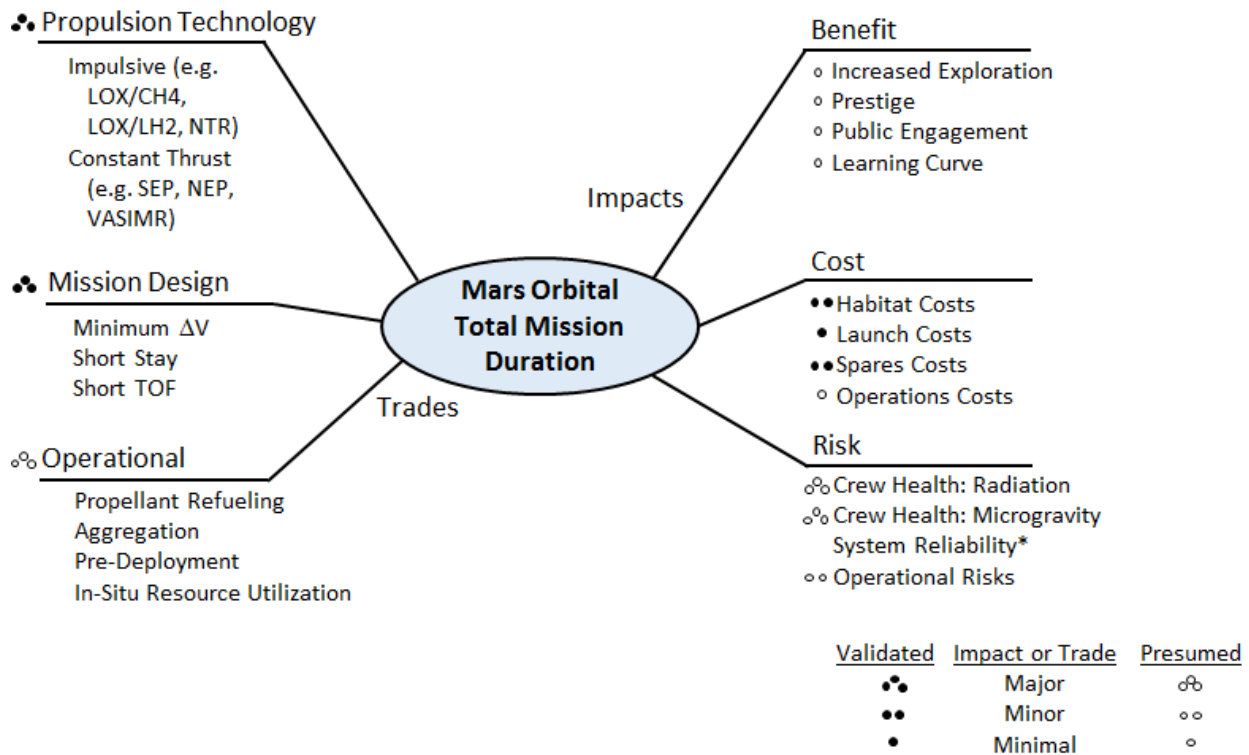 Propulsion Technology
Impulsive (e.g.
LOX/CH4,
LOX/LH2, NTR)
Constant Thrust
(e.g. SEP, NEP,
VASIMR)
Mission Design
Minimum ΔV
Short Stay
Short TOF
Operational
Propellant Refueling
Aggregation
Pre-Deployment
In-Situ Resource Utilization
Trades
Mars Orbital
Total Mission
Duration
Impacts
Benefit
Increased Exploration
Prestige
Public Engagement
Learning Curve
Cost
Habitat Costs
Launch Costs
Spares Costs
Operations Costs
Risk
Crew Health: Radiation
Crew Health: Microgravity
System Reliability*
Operational Risks
Validated Impact or Trade Presumed
Major
Minor
Minimal